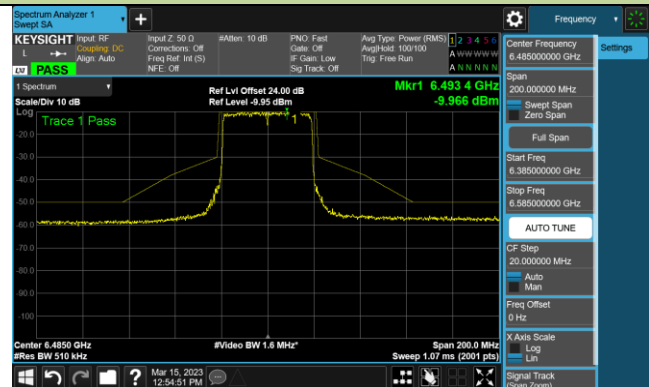 Spectrum Analyzer 1
Swept SA
Frequency
KEYSIGHT
Input: RF
Coupling: DC
Align: Auto
Input Z: 50 Ω
Corrections: Off
Freq Ref: Int (S)
NFE: Off
#Atten: 10 dB
PNO: Fast
Gate: Off
IF Gain: Low
Sig Track: Off
Avg Type: Power (RMS)
Avg|Hold: 100/100
Trig: Free Run
1 2 3 4 5 6
A W W W W W
A N N N N N
L
LXI
PASS
1 Spectrum
Scale/Div 10 dB
Ref Lvl Offset 24.00 dB
Ref Level -9.95 dBm
Mkr1 6.493 4 GHz
-9.966 dBm
Log
Trace 1 Pass
1
-20.0
-30.0
-40.0
-50.0
-60.0
-70.0
-80.0
-90.0
-100
Center 6.4850 GHz
#Res BW 510 kHz
#Video BW 1.6 MHz*
Span 200.0 MHz
Sweep 1.07 ms (2001 pts)
Mar 15, 2023
12:54:51 PM
?
Center Frequency
6.485000000 GHz
Settings
Span
200.000000 MHz
Swept Span
Zero Span
Full Span
Start Freq
6.385000000 GHz
Stop Freq
6.585000000 GHz
AUTO TUNE
CF Step
20.000000 MHz
Auto
Man
Freq Offset
0 Hz
X Axis Scale
Log
Lin
Signal Track
(Span Zoom)